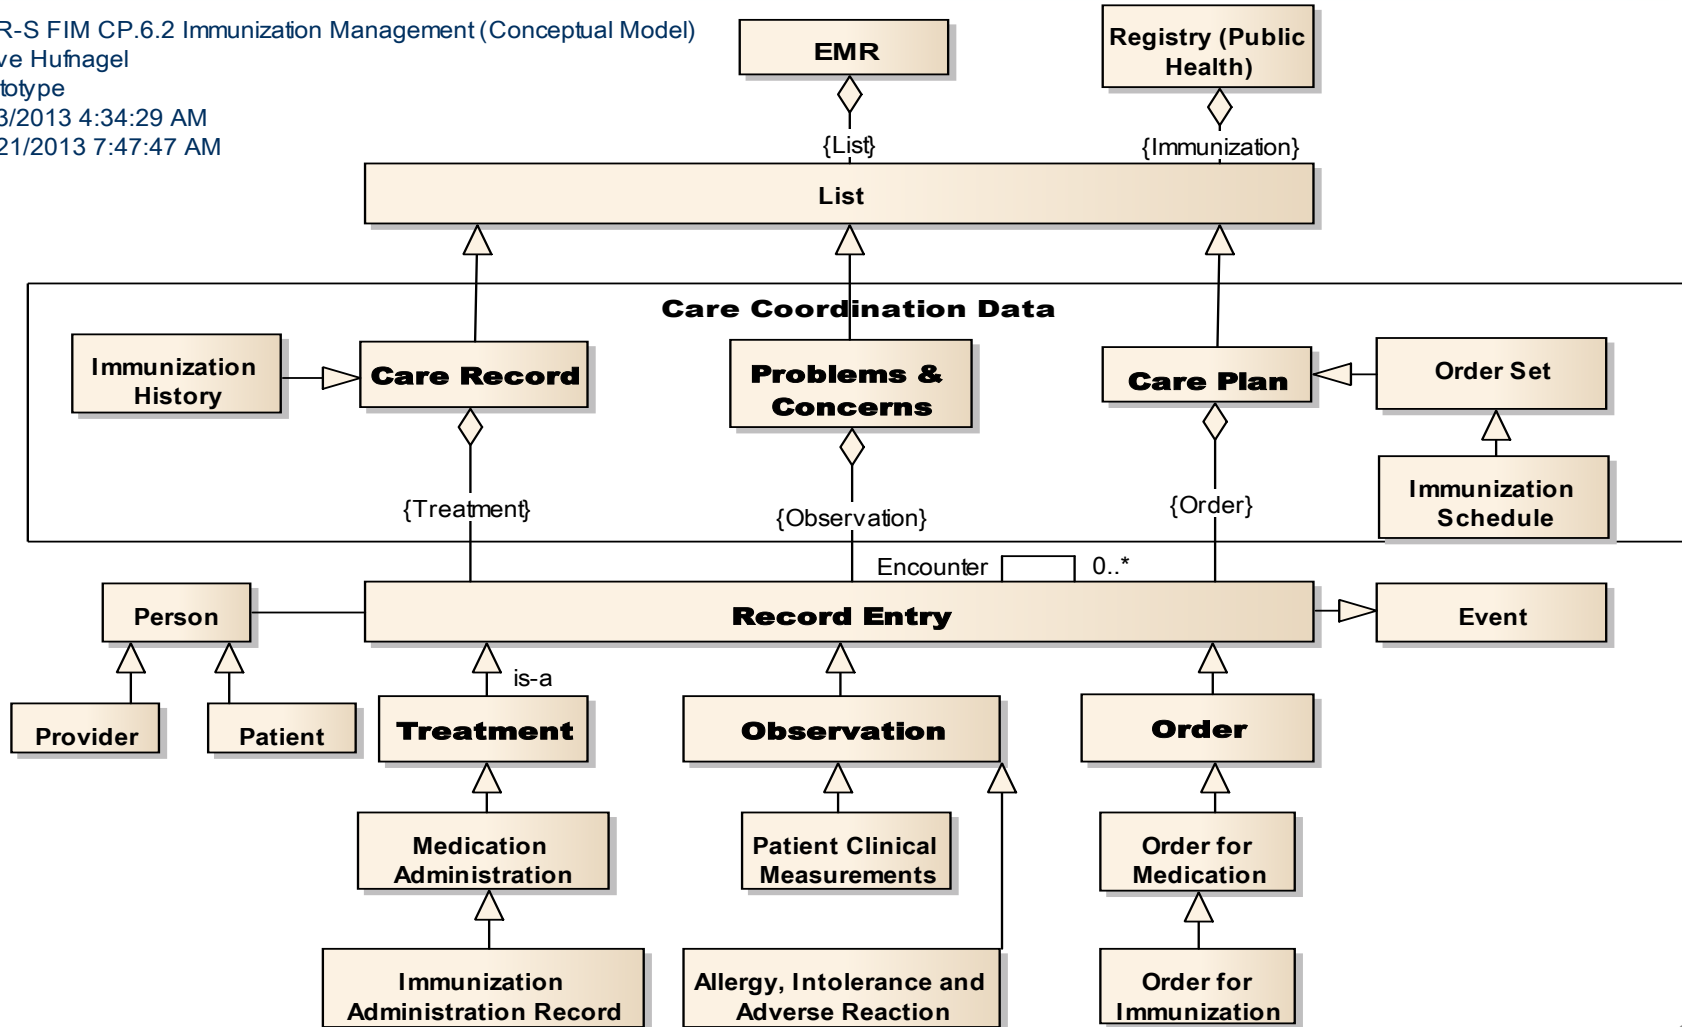 R-S FIM CP.6.2 Immunization Management (Conceptual Model)
ve Hufnagel
totype
3/2013 4:34:29 AM
21/2013 7:47:47 AM
EMR
Registry (Public
Health)
{List}
{Immunization}
List
Care Coordination Data
Immunization
History
Care Record
Problems &
Concerns
Care Plan
Order Set
Immunization
Schedule
{Treatment}
{Observation}
{Order}
Encounter
0..*
Person
Record Entry
Event
is-a
Provider
Patient
Treatment
Observation
Order
Medication
Administration
Patient Clinical
Measurements
Order for
Medication
Immunization
Administration Record
Allergy, Intolerance and
Adverse Reaction
Order for
Immunization